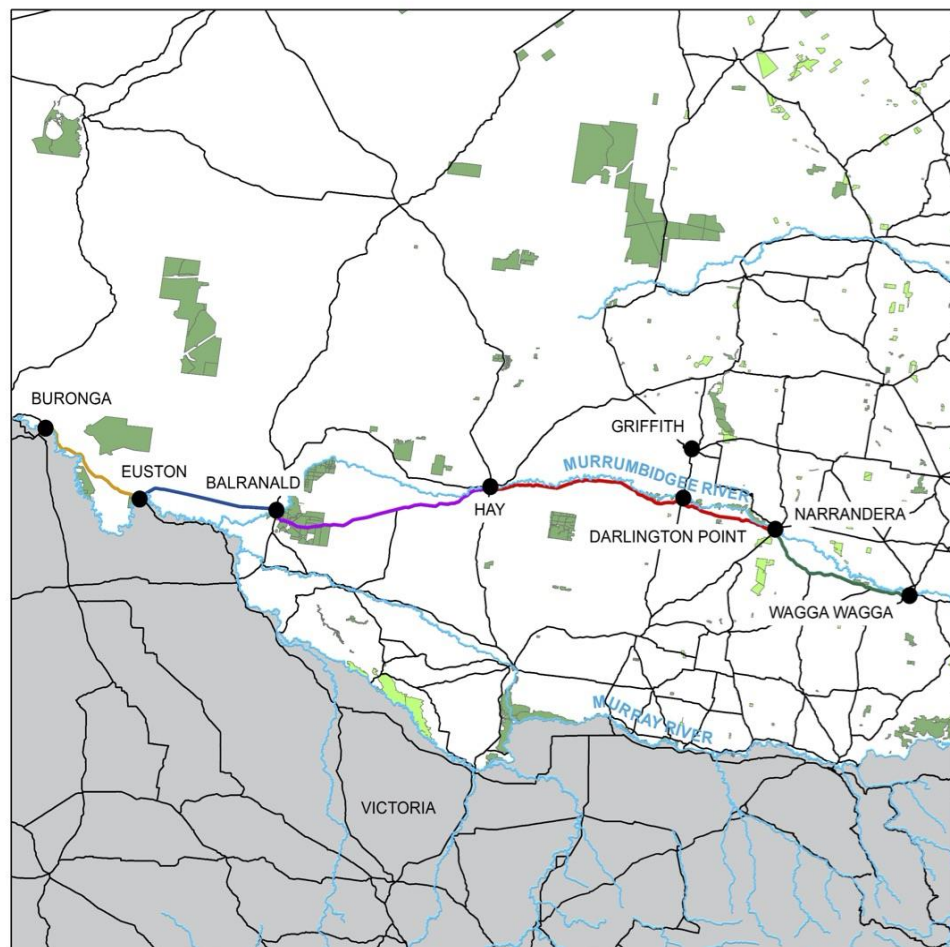 BURONGA
EUSTON
BALRANALD
HAY
GRIFFITH
MURRUMBIDGEE RIVER
DARLINGTON POINT
NARRANDERA
WAGGA WAGGA
MURRAY RIVER
VICTORIA